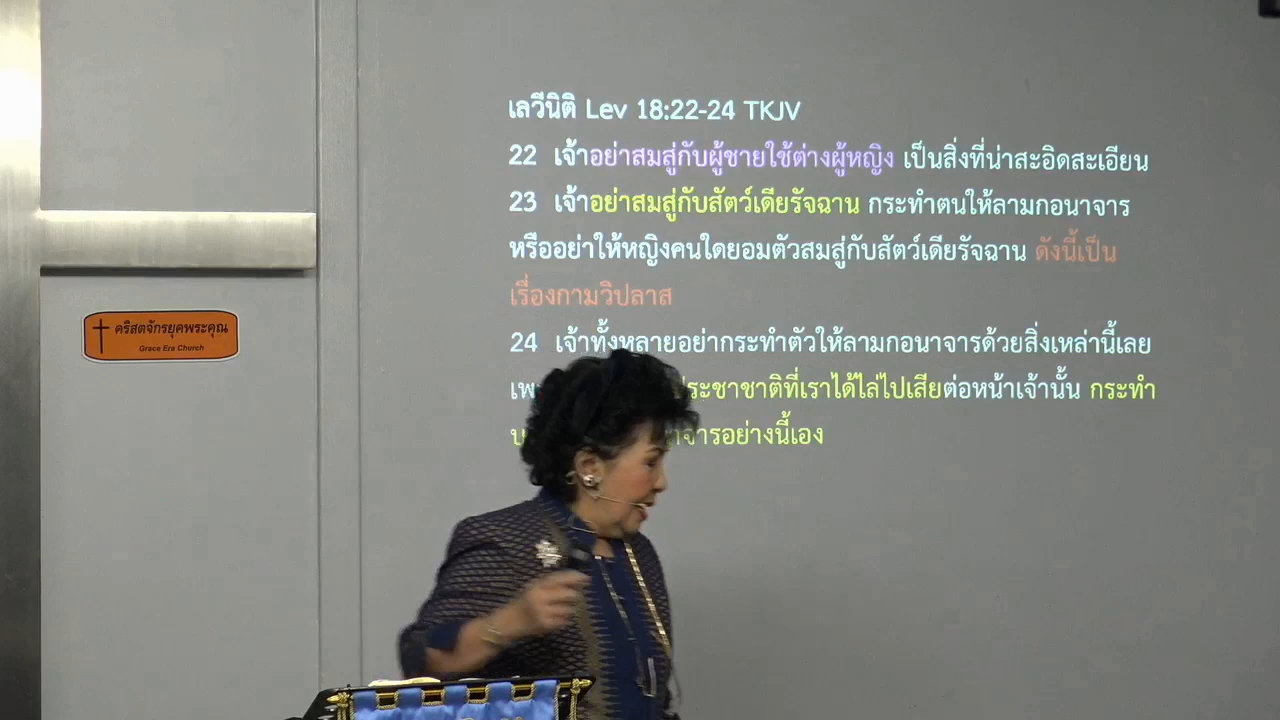 เลวีนิติ Lev 18:22-24 TKJV
22 เจ้าอย่าสมสู่กับผู้ชายใช้ต่างผู้หญิง เป็นสิ่งที่น่าสะอิดสะเอียน
23 เจ้าอย่าสมสู่กับสัตว์เดียรัจฉาน กระทำตนให้ลามกอนาจาร
หรืออย่าให้หญิงคนใดยอมตัวสมสู่กับสัตว์เดียรัจฉาน ดังนี้เป็น
เรื่องกามวิปลาส
24 เจ้าทั้งหลายอย่ากระทำตัวให้ลามกอนาจารด้วยสิ่งเหล่านี้เลย
ประชาชาติที่เราได้ไล่ไปเสียต่อหน้าเจ้านั้น กระทำ
อย่างนี้เอง
คริสตจักรยุคพระคุณ
Grace Era Church